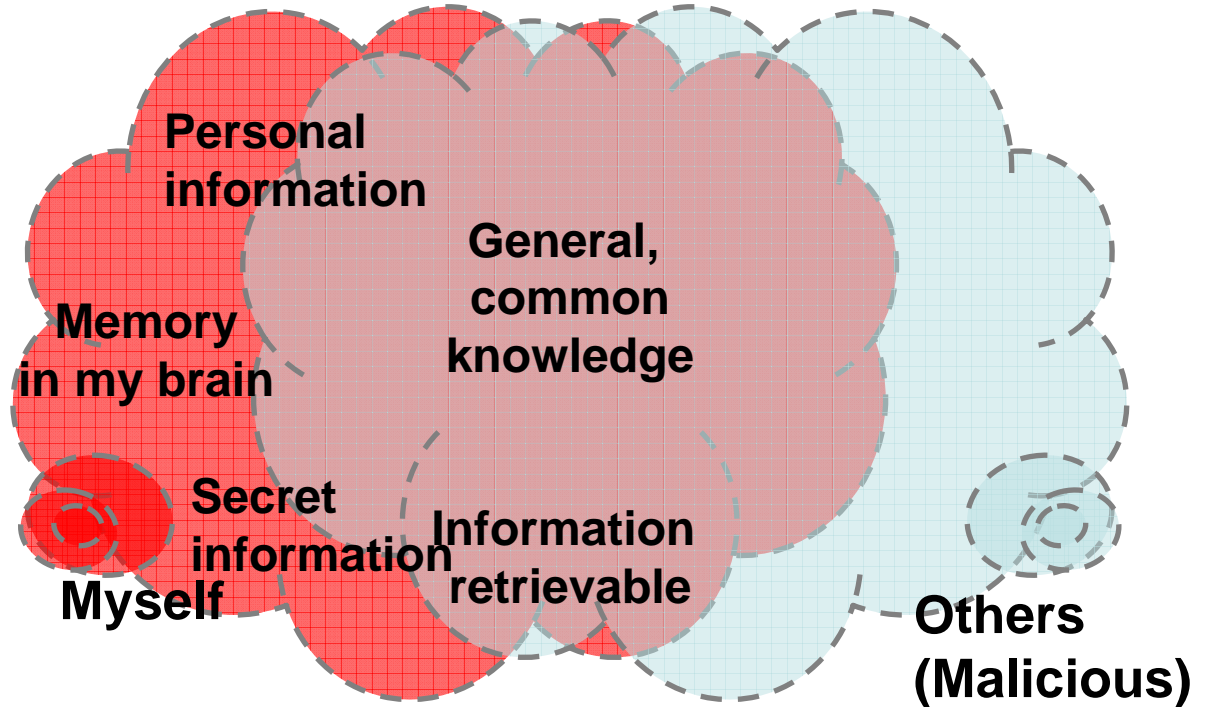 Personal
information
General,
common
knowledge
Memory
in my brain
Secret
information
Information
retrievable
Myself
Others
(Malicious)